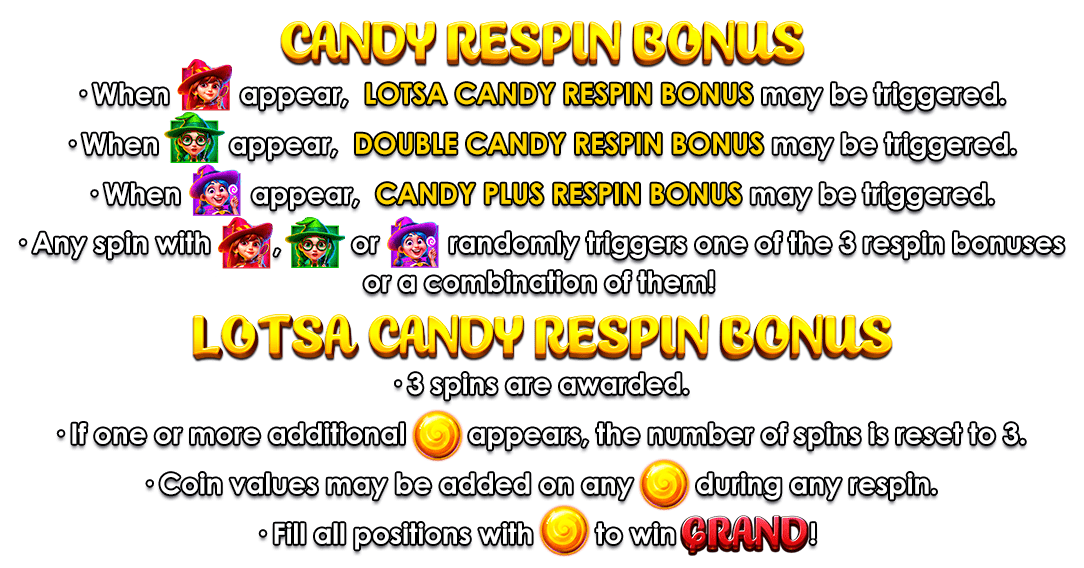 CANDY RESPIN BONUS
• When appear, LOTSA CANDY RESPIN BONUS may be triggered.
• When appear, DOUBLE CANDY RESPIN BONUS may be triggered.
• When appear, CANDY PLUS RESPIN BONUS may be triggered.
• Any spin with , or randomly triggers one of the 3 respin bonuses
or a combination of them!
LOTSA CANDY RESPIN BONUS
• 3 spins are awarded.
• If one or more additional appears, the number of spins is reset to 3.
• Coin values may be added on any during any respin.
• Fill all positions with to win GRAND!